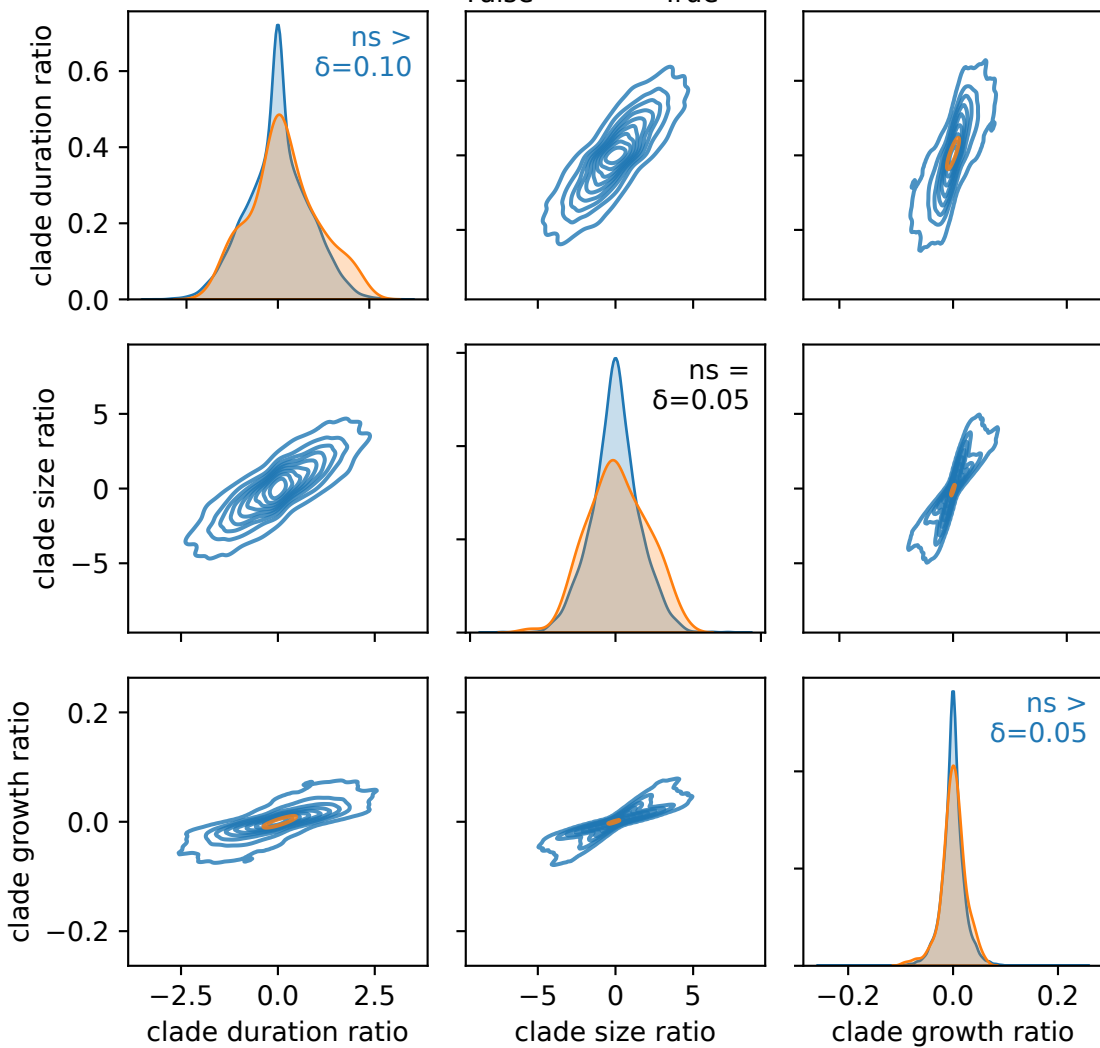 clade duration ratio
0.6
0.4
0.2
0.0
ns >
δ=0.10
clade size ratio
5
0
−5
ns =
δ=0.05
clade growth ratio
0.2
0.0
−0.2
ns >
δ=0.05
−2.5 0.0 2.5
−5 0 5
−0.2 0.0 0.2
clade duration ratio
clade size ratio
clade growth ratio